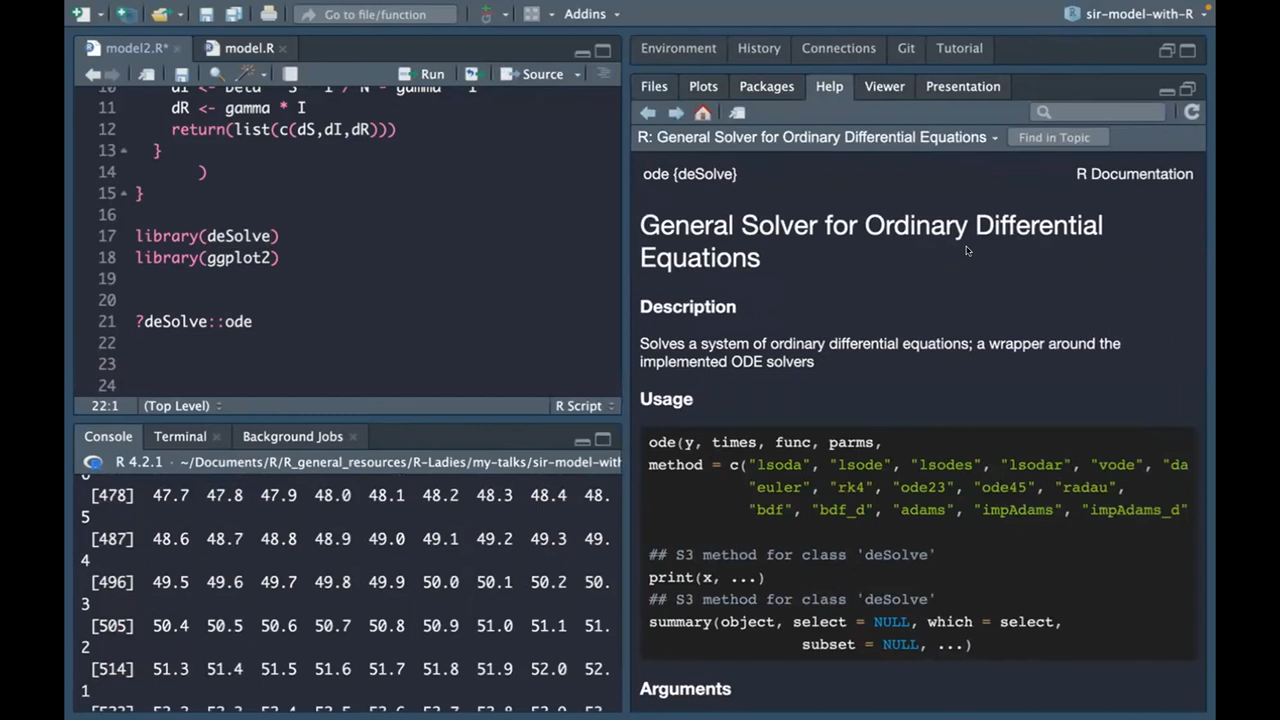 Go to file/function
Addins
sir-model-with-R
model2.R*
model.R
Run
Source
11 dR <- gamma * I
12 return(list(c(dS,dI,dR)))
13 }
14 )
15 }
16
17 library(deSolve)
18 library(ggplot2)
19
20
21 ?deSolve::ode
22
23
24
22:1 (Top Level) R Script
Console Terminal Background Jobs
R 4.2.1 · ~/Documents/R/R_general_resources/R-Ladies/my-talks/sir-model-with
[478] 47.7 47.8 47.9 48.0 48.1 48.2 48.3 48.4 48.
5
[487] 48.6 48.7 48.8 48.9 49.0 49.1 49.2 49.3 49.
4
[496] 49.5 49.6 49.7 49.8 49.9 50.0 50.1 50.2 50.
3
[505] 50.4 50.5 50.6 50.7 50.8 50.9 51.0 51.1 51.
2
[514] 51.3 51.4 51.5 51.6 51.7 51.8 51.9 52.0 52.
1
Environment History Connections Git Tutorial
Files Plots Packages Help Viewer Presentation
R: General Solver for Ordinary Differential Equations Find in Topic
ode {deSolve} R Documentation
General Solver for Ordinary Differential
Equations
Description
Solves a system of ordinary differential equations; a wrapper around the
implemented ODE solvers
Usage
ode(y, times, func, parms,
method = c("lsoda", "lsode", "lsodes", "lsodar", "vode", "da
"euler", "rk4", "ode23", "ode45", "radau",
"bdf", "bdf_d", "adams", "impAdams", "impAdams_d"
## S3 method for class 'deSolve'
print(x, ...)
## S3 method for class 'deSolve'
summary(object, select = NULL, which = select,
subset = NULL, ...)
Arguments